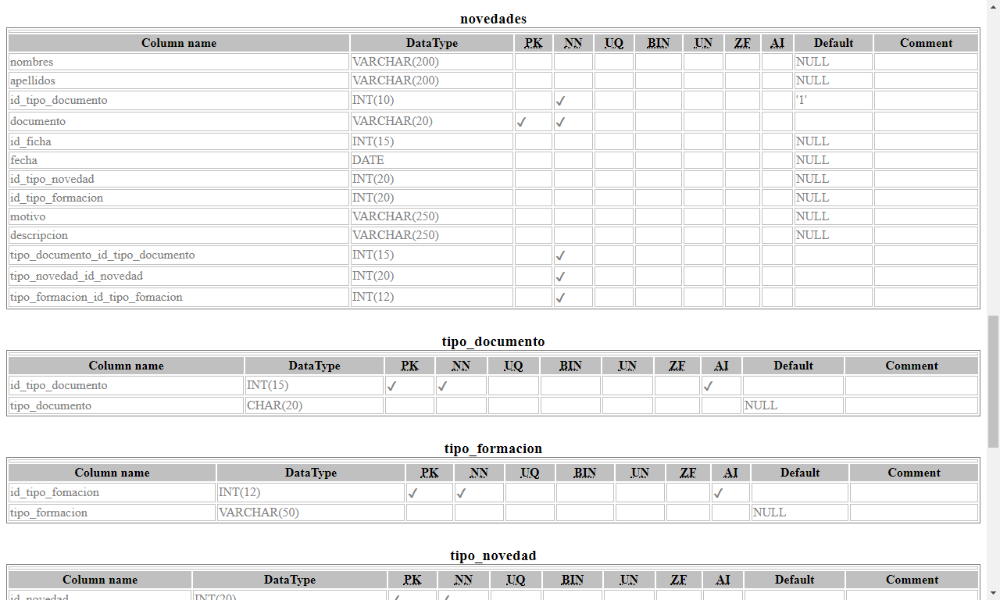 novedades
Column name DataType PK NN UQ BIN UN ZF AI Default Comment
nombres VARCHAR(200) NULL
apellidos VARCHAR(200) NULL
id_tipo_documento INT(10) ✓ '1'
documento VARCHAR(20) ✓ ✓
id_ficha INT(15) NULL
fecha DATE NULL
id_tipo_novedad INT(20) NULL
id_tipo_formacion INT(20) NULL
motivo VARCHAR(250) NULL
descripcion VARCHAR(250) NULL
tipo_documento_id_tipo_documento INT(15) ✓
tipo_novedad_id_novedad INT(20) ✓
tipo_formacion_id_tipo_fomacion INT(12) ✓
tipo_documento
Column name DataType PK NN UQ BIN UN ZF AI Default Comment
id_tipo_documento INT(15) ✓ ✓ ✓
tipo_documento CHAR(20) NULL
tipo_formacion
Column name DataType PK NN UQ BIN UN ZF AI Default Comment
id_tipo_fomacion INT(12) ✓ ✓ ✓
tipo_formacion VARCHAR(50) NULL
tipo_novedad
Column name DataType PK NN UQ BIN UN ZF AI Default Comment
id_novedad INT(20) ✓ ✓